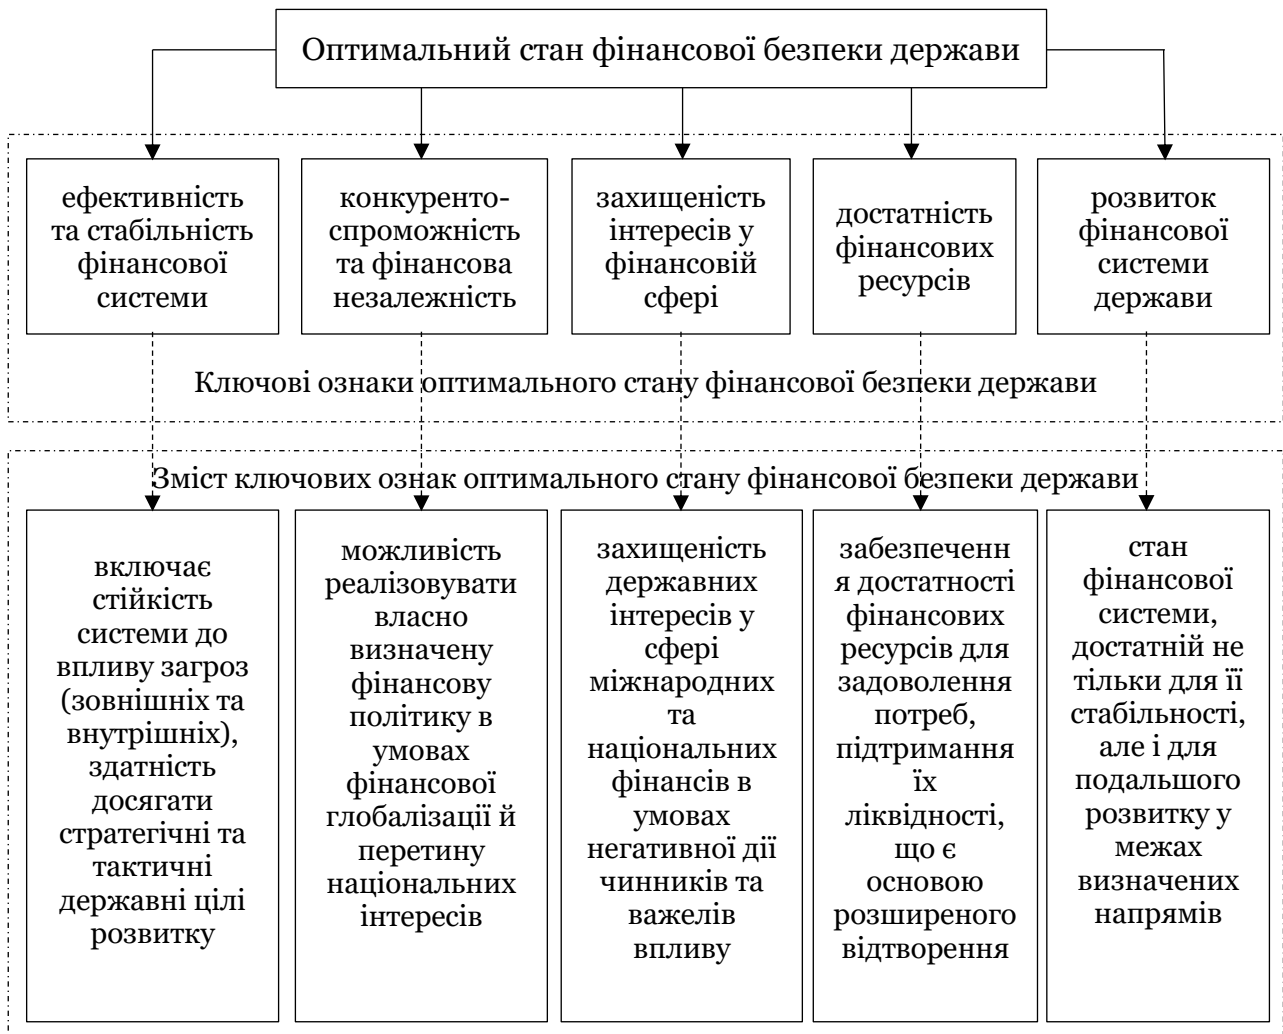 Оптимальний стан фінансової безпеки держави
ефективність
та стабільність
фінансової
системи
конкуренто-
спроможність
та фінансова
незалежність
захищеність
інтересів у
фінансовій
сфері
достатність
фінансових
ресурсів
розвиток
фінансової
системи
держави
Ключові ознаки оптимального стану фінансової безпеки держави
Зміст ключових ознак оптимального стану фінансової безпеки держави
включає
стійкість
системи до
впливу загроз
(зовнішніх та
внутрішніх),
здатність
досягати
стратегічні та
тактичні
державні цілі
розвитку
можливість
реалізовувати
власно
визначену
фінансову
політику в
умовах
фінансової
глобалізації й
перетину
національних
інтересів
захищеність
державних
інтересів у
сфері
міжнародних
та
національних
фінансів в
умовах
негативної дії
чинників та
важелів
впливу
забезпеченн
я достатності
фінансових
ресурсів для
задоволення
потреб,
підтримання
їх
ліквідності,
що є
основою
розширеного
відтворення
стан
фінансової
системи,
достатній не
тільки для її
стабільності,
але і для
подальшого
розвитку у
межах
визначених
напрямів